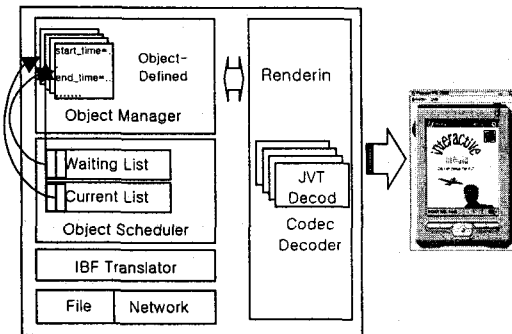 start_time=..
end_time=..
.......
Object-
Defined
Object Manager
Waiting List
Current List
Object Scheduler
IBF Translator
File
Network
Renderin
JVT
Decod
Codec
Decoder
interactive